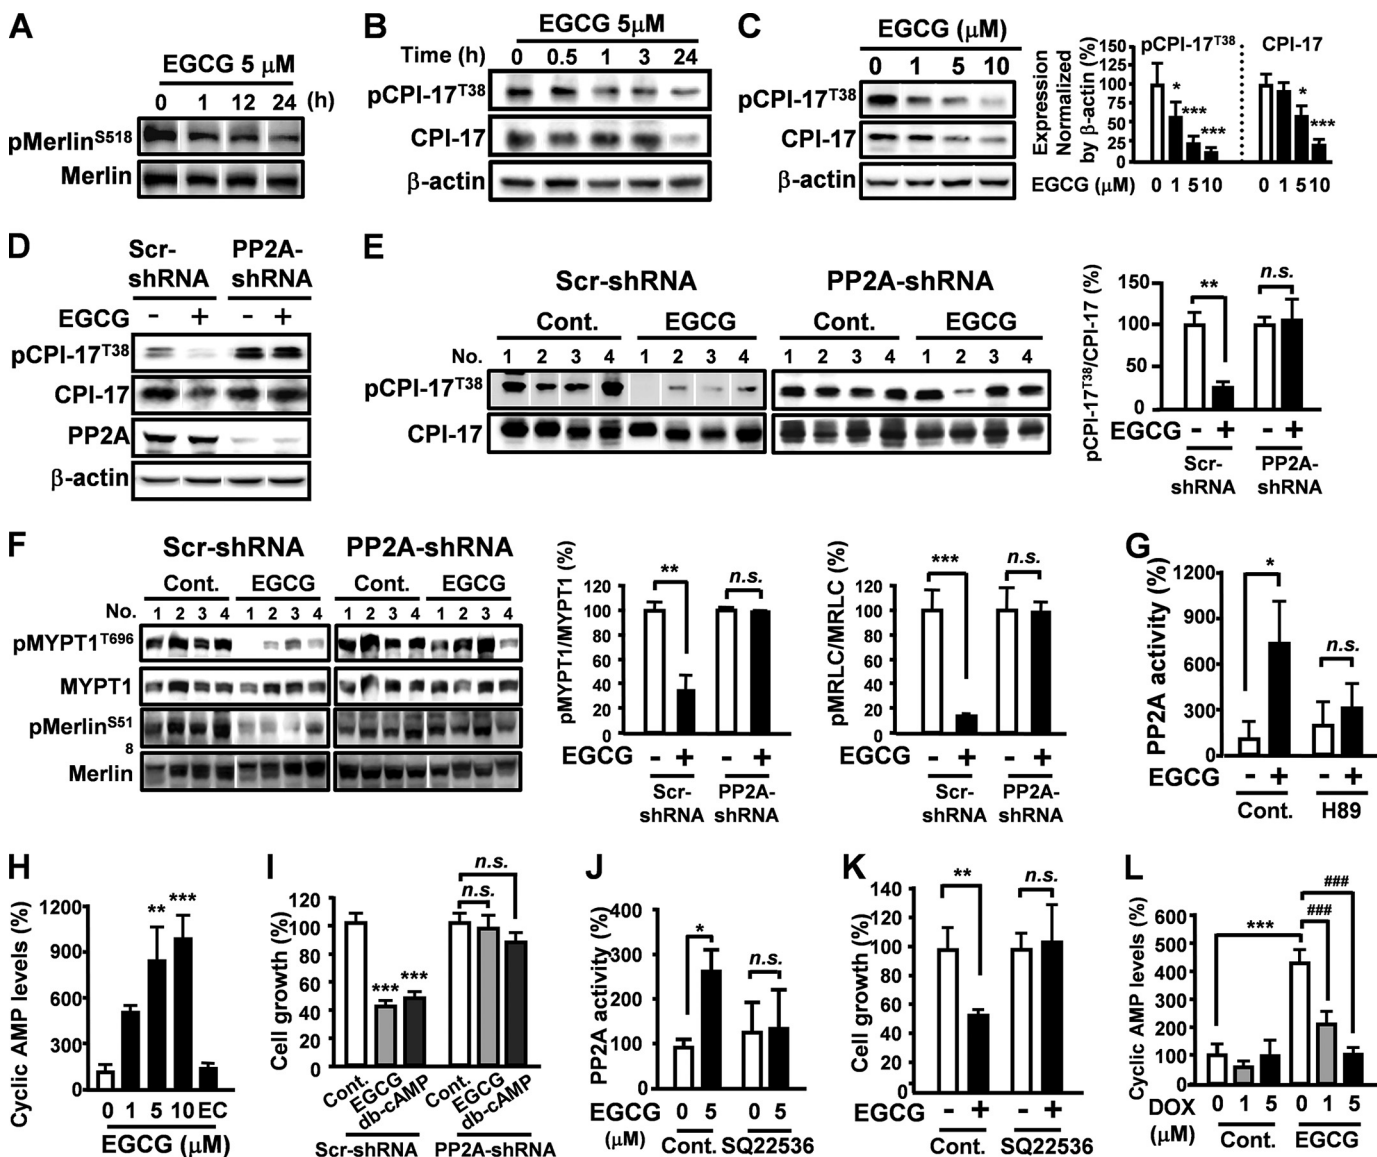 A
EGCG 5 μM
0 1 12 24 (h)
pMerlinS518
Merlin
B
EGCG 5μM
Time (h) 0 0.5 1 3 24
pCPI-17T38
CPI-17
β-actin
C
EGCG (μM)
0 1 5 10
pCPI-17T38
CPI-17
β-actin
Expression
Normalized
by β-actin (%)
pCPI-17T38 CPI-17
150
125
100
75
50
25
0
* *** *** * ***
EGCG (μM) 0 1 5 10 0 1 5 10
D
Scr-
shRNA
PP2A-
shRNA
EGCG - + - +
pCPI-17T38
CPI-17
PP2A
β-actin
E
Scr-shRNA PP2A-shRNA
Cont. EGCG Cont. EGCG
No. 1 2 3 4 1 2 3 4 1 2 3 4 1 2 3 4
pCPI-17T38
CPI-17
pCPI-17T38/CPI-17 (%)
150
100
50
0
** n.s.
EGCG - + - +
Scr-
shRNA
PP2A-
shRNA
F
Scr-shRNA PP2A-shRNA
Cont. EGCG Cont. EGCG
No. 1 2 3 4 1 2 3 4 1 2 3 4 1 2 3 4
pMYPT1T696
MYPT1
pMerlinS51
8
Merlin
pMYPT1/MYPT1 (%)
120
100
80
60
40
20
0
** n.s.
EGCG - + - +
Scr-
shRNA
PP2A-
shRNA
pMRLC/MRLC (%)
120
100
80
60
40
20
0
*** n.s.
EGCG - + - +
Scr-
shRNA
PP2A-
shRNA
G
PP2A activity (%)
1200
900
600
300
0
* n.s.
EGCG - + - +
Cont. H89
H
Cyclic AMP levels (%)
1200
900
600
300
0
** ***
0 1 5 10 EC
EGCG (μM)
I
Cell growth (%)
120
100
80
60
40
20
0
*** *** n.s. n.s.
Cont. EGCG db-cAMP Cont. EGCG db-cAMP
Scr-shRNA PP2A-shRNA
J
PP2A activity (%)
400
300
200
100
0
* n.s.
EGCG 0 5 0 5
(μM) Cont. SQ22536
K
Cell growth (%)
140
120
100
80
60
40
20
0
** n.s.
EGCG - + - +
Cont. SQ22536
L
Cyclic AMP levels (%)
600
500
400
300
200
100
0
*** ### ###
DOX 0 1 5 0 1 5
(μM) Cont. EGCG